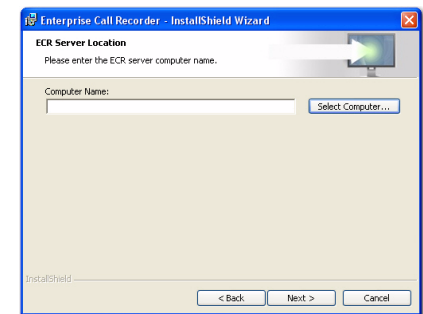 Enterprise Call Recorder - InstallShield Wizard
ECR Server Location
Please enter the ECR server computer name.
Computer Name:
Select Computer...
InstallShield
< Back Next > Cancel